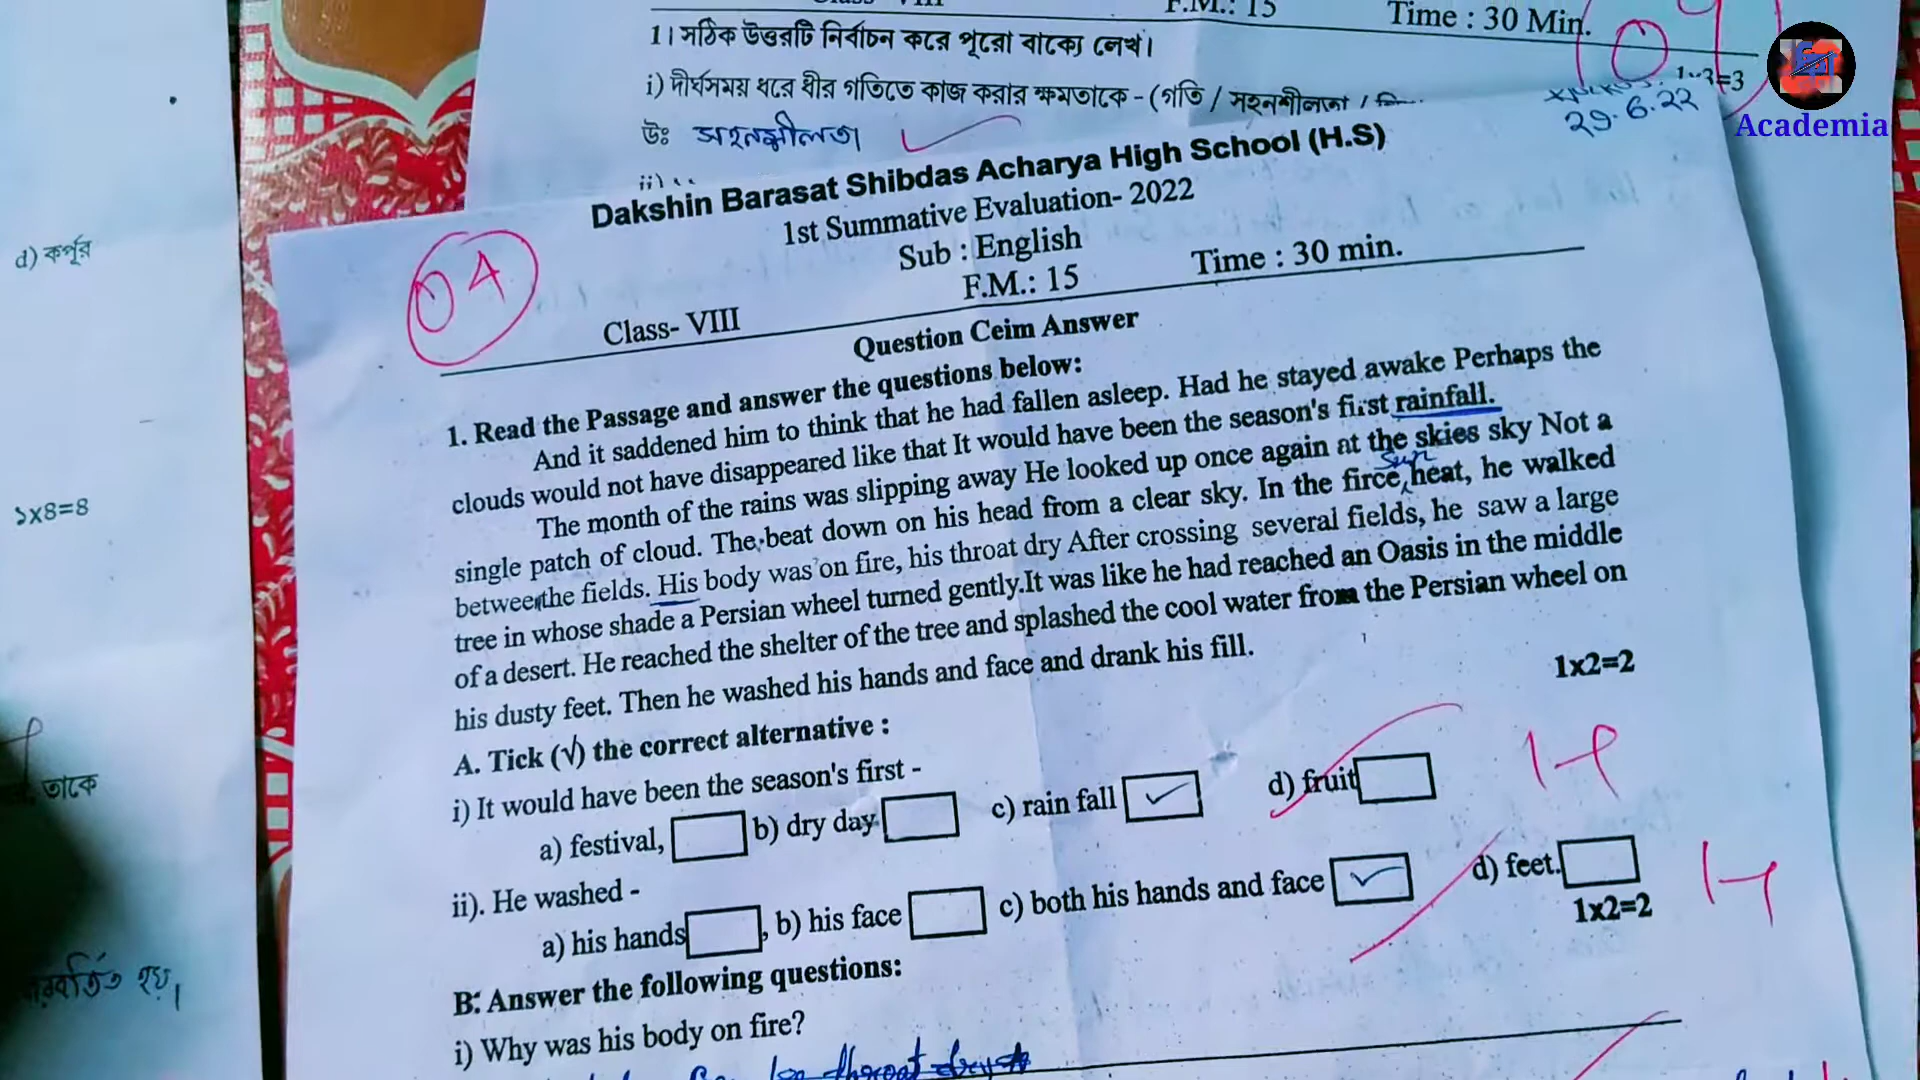 F.M.: 15 Time : 30 Min.
1। সঠিক উত্তরটি নির্বাচন করে পূরো বাক্যে লেখ।
1x3=3
i) দীর্ঘসময় ধরে ধীর গতিতে কাজ করার ক্ষমতাকে - (গতি / সহনশীলতা /
উঃ সহনশীলতা
ii)
29.6.22
Academia
Dakshin Barasat Shibdas Acharya High School (H.S)
1st Summative Evaluation- 2022
Sub : English
04
Class- VIII F.M.: 15 Time : 30 min.
Question Ceim Answer
1. Read the Passage and answer the questions below:
And it saddened him to think that he had fallen asleep. Had he stayed awake Perhaps the
clouds would not have disappeared like that It would have been the season's first rainfall.
The month of the rains was slipping away He looked up once again at the skies sky Not a
single patch of cloud. The beat down on his head from a clear sky. In the firce sun heat, he walked
between the fields. His body was on fire, his throat dry After crossing several fields, he saw a large
tree in whose shade a Persian wheel turned gently.It was like he had reached an Oasis in the middle
of a desert. He reached the shelter of the tree and splashed the cool water from the Persian wheel on
his dusty feet. Then he washed his hands and face and drank his fill.
A. Tick (√) the correct alternative : 1x2=2
i) It would have been the season's first -
a) festival, b) dry day c) rain fall ✓ d) fruit
ii). He washed -
a) his hands , b) his face c) both his hands and face ✓ d) feet.
B. Answer the following questions: 1x2=2
i) Why was his body on fire?
throat dry
d) কর্পূর
১x8=8
তাকে
হয়।